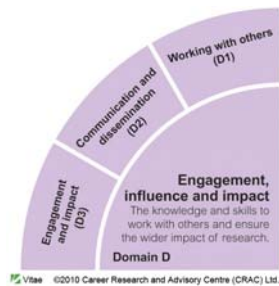 Working with others
(D1)
Communication and
dissemination
(D2)
Engagement
and impact
(D3)
Engagement,
influence and impact
The knowledge and skills to
work with others and ensure
the wider impact of research.
Domain D
Vitae ©2010 Career Research and Advisory Centre (CRAC) Ltd